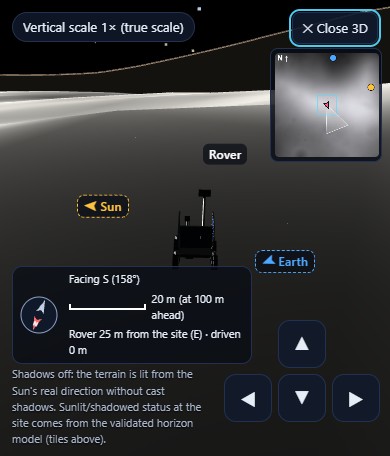 Vertical scale 1× (true scale)
✕ Close 3D
N ↑
Rover
Sun
Earth
Facing S (158°)
20 m (at 100 m
ahead)
Rover 25 m from the site (E) · driven
0 m
Shadows off: the terrain is lit from the
Sun's real direction without cast
shadows. Sunlit/shadowed status at the
site comes from the validated horizon
model (tiles above).